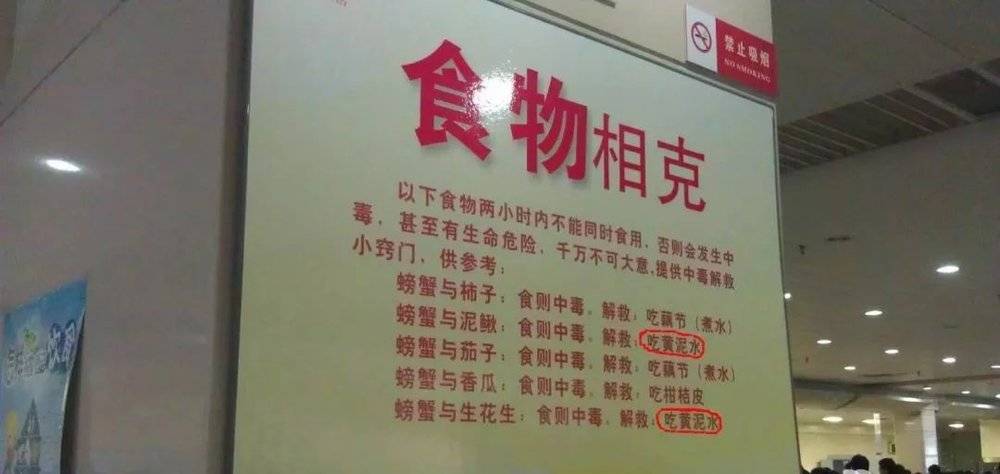 禁止吸烟
NO SMOKING
食物相克
以下食物两小时内不能同时食用，否则会发生中
毒，甚至有生命危险，千万不可大意,提供中毒解救
小窍门，供参考：
螃蟹与柿子：食则中毒。解救：吃藕节（煮水）
螃蟹与泥鳅：食则中毒。解救：吃黄泥水
螃蟹与茄子：食则中毒。解救：吃藕节（煮水）
螃蟹与香瓜：食则中毒。解救：吃柑桔皮
螃蟹与生花生：食则中毒。解救：吃黄泥水